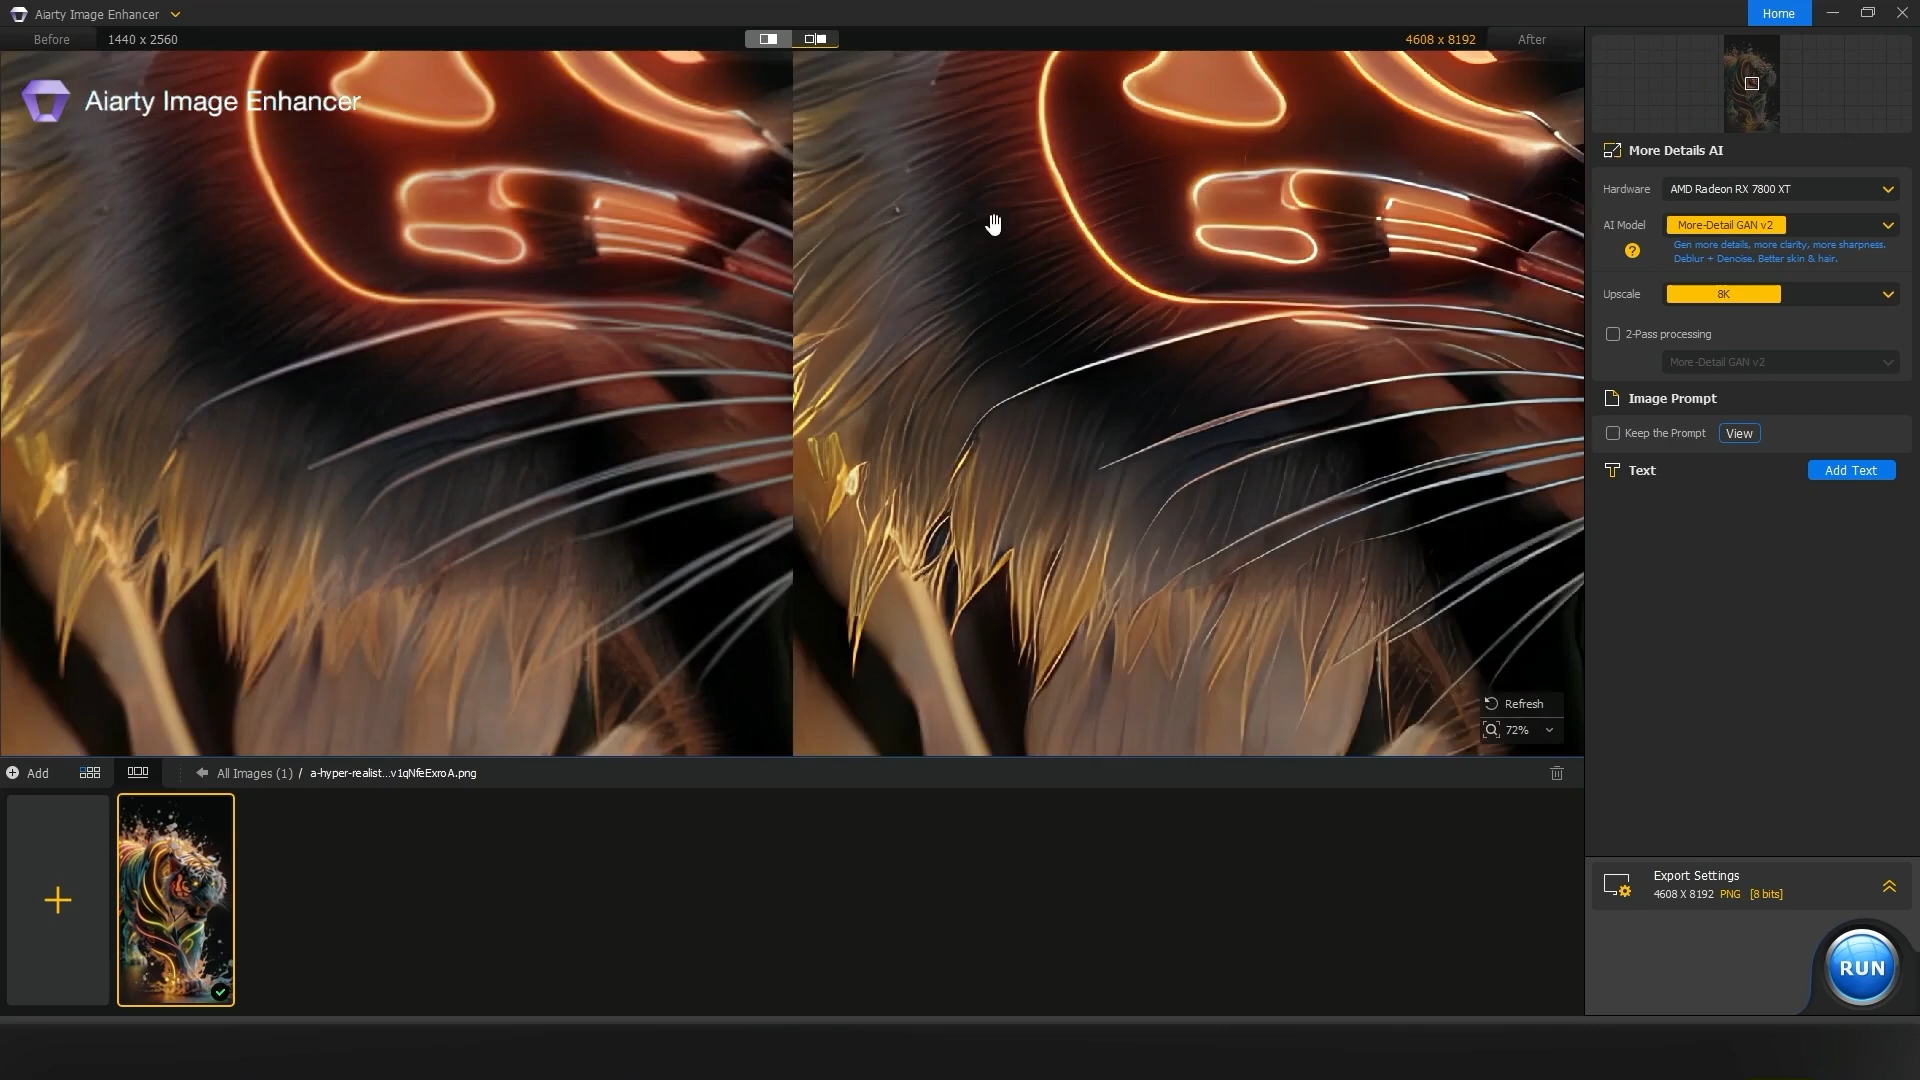 Aiarty Image Enhancer
Home
Before
1440 x 2560
4608 x 8192
After
Aiarty Image Enhancer
More Details AI
Hardware
AMD Radeon RX 7800 XT
AI Model
More-Detail GAN v2
?
Gen more details, more clarity, more sharpness.
Deblur + Denoise. Better skin & hair.
Upscale
8K
2-Pass processing
More-Detail GAN v2
Image Prompt
Keep the Prompt
View
Text
Add Text
Refresh
72%
Add
All Images (1) / a-hyper-realist...v1qNfeExroA.png
Export Settings
4608 X 8192 PNG [8 bits]
RUN